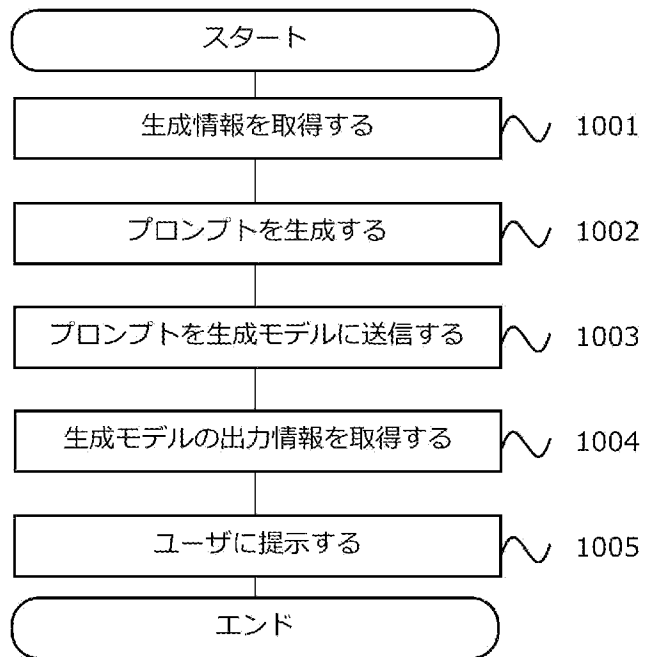 スタート
生成情報を取得する 1001
プロンプトを生成する 1002
プロンプトを生成モデルに送信する 1003
生成モデルの出力情報を取得する 1004
ユーザに提示する 1005
エンド